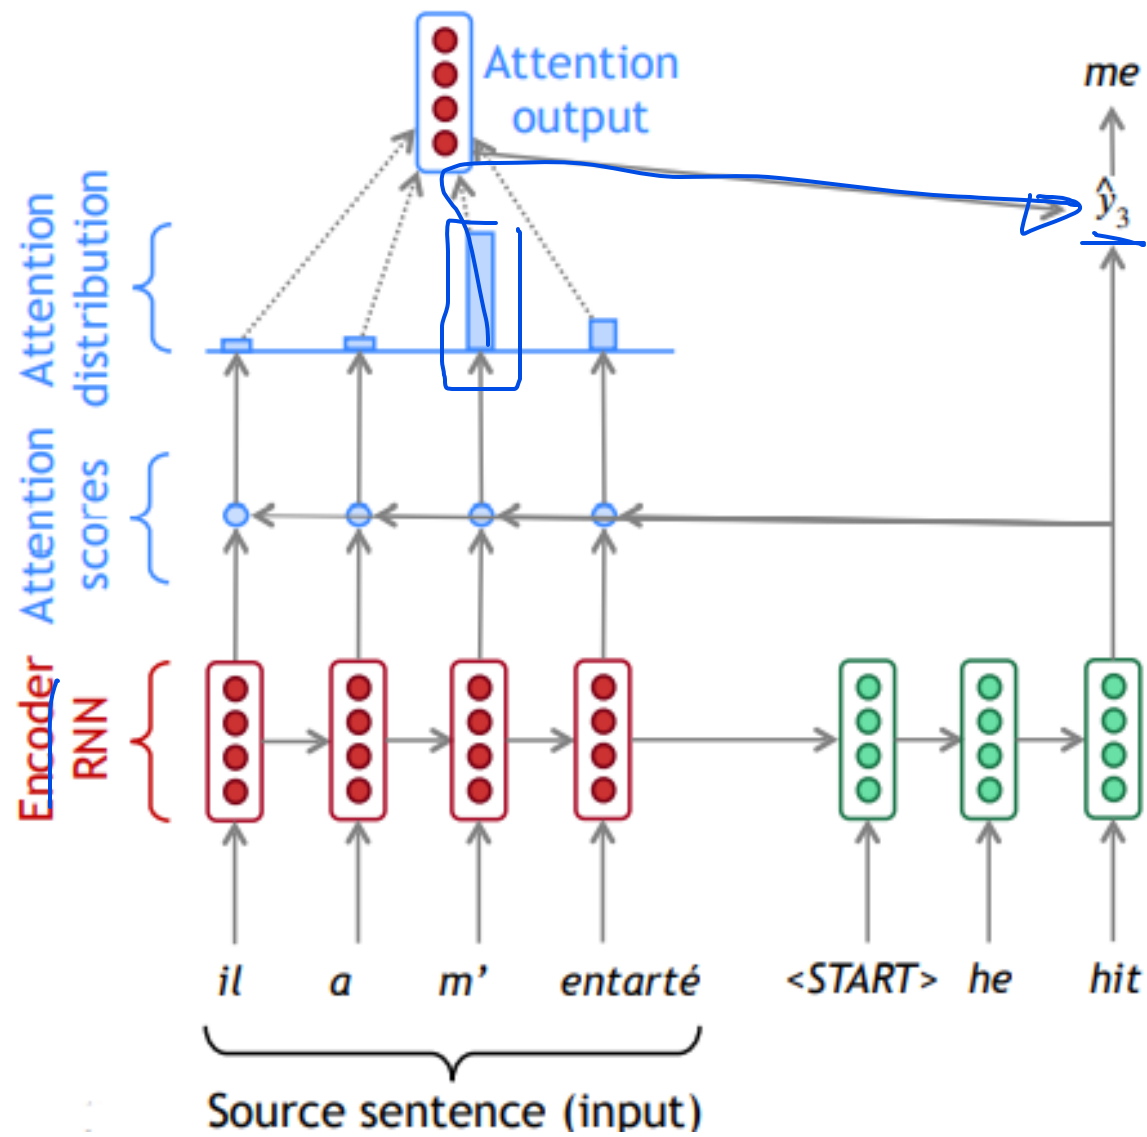 Attention
output
me
ŷ3
Attention
distribution
Attention
scores
Encoder
RNN
il a m’ entarté <START> he hit
Source sentence (input)